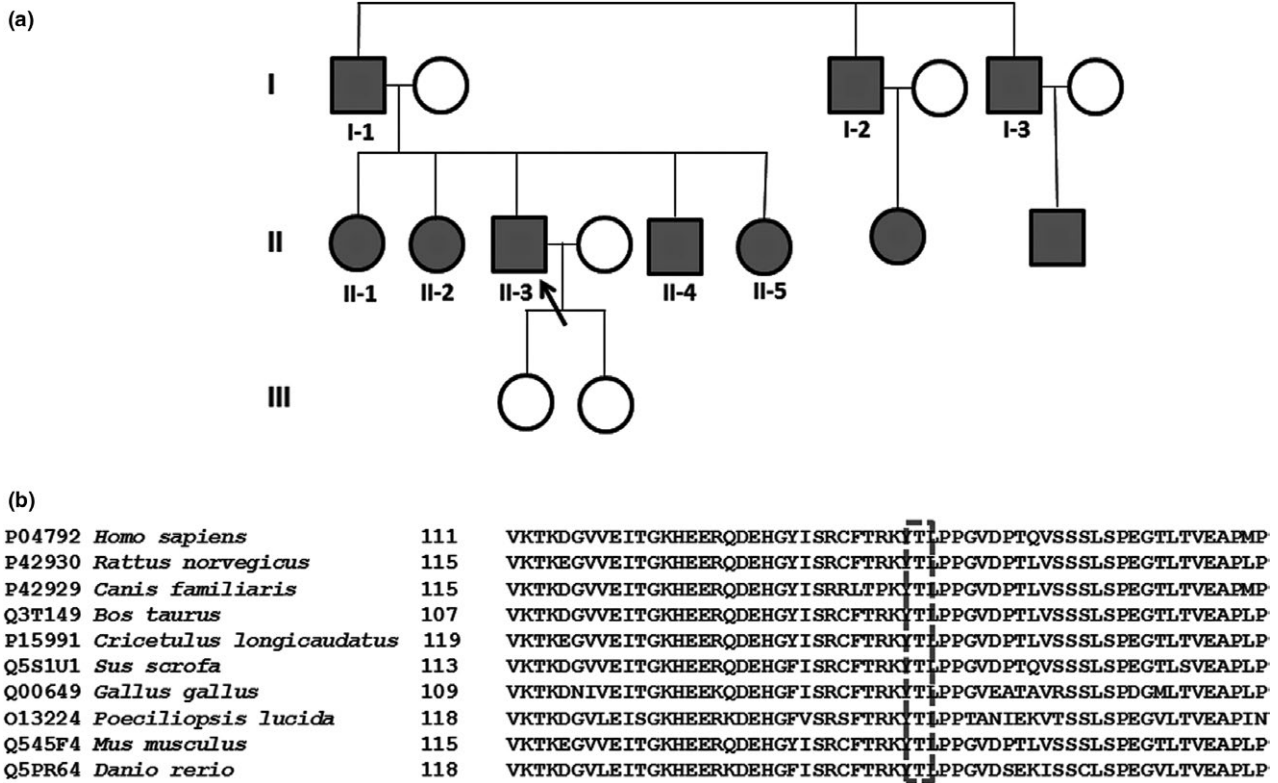 (a)
I
I-1
I-2
I-3
II
II-1
II-2
II-3
II-4
II-5
III
(b)
P04792 Homo sapiens 111 VKTKDGVVEITGKHEERQDEHGYISRCFTRKYTLPPGVDPTQVSSSLSPEGTLTVEAPMP
P42930 Rattus norvegicus 115 VKTKEGVVEITGKHEERQDEHGYISRCFTRKYTLPPGVDPTLVSSSLSPEGTLTVEAPLP
P42929 Canis familiaris 115 VKTKDGVVEITGKHEERQDEHGYISRRLTPKYTLPPGVDPTLVSSSLSPEGTLTVEAPMP
Q3T149 Bos taurus 107 VKTKDGVVEITGKHEERQDEHGYISRCFTRKYTLPPGVDPTLVSSSLSPEGTLTVEAPLP
P15991 Cricetulus longicaudatus 119 VKTKEGVVEITGKHEERQDEHGYISRCFTRKYTLPPGVDPTLVSSSLSPEGTLTVEAPLP
Q5S1U1 Sus scrofa 113 VKTKDGVVEITGKHEERQDEHGFISRCFTRKYTLPPGVDPTQVSSSLSPEGTLSVEAPLP
Q00649 Gallus gallus 109 VKTKDNIVEITGKHEEKQDEHGFISRCFTRKYTLPPGVEATAVRSSLSPDGMLTVEAPLP
O13224 Poeciliopsis lucida 118 VKTKDGVLEISGKHEERKDEHGFVSRSFTRKYTLPPTANIEKVTSSLSPEGVLTVEAPIN
Q545F4 Mus musculus 115 VKTKEGVVEITGKHEERQDEHGYISRCFTRKYTLPPGVDPTLVSSSLSPEGTLTVEAPLP
Q5PR64 Danio rerio 118 VKTKDGVLEITGKHEERKDEHGFISRCFTRKYTLPPGVDSEKISSCLSPEGVLTVEAPLP